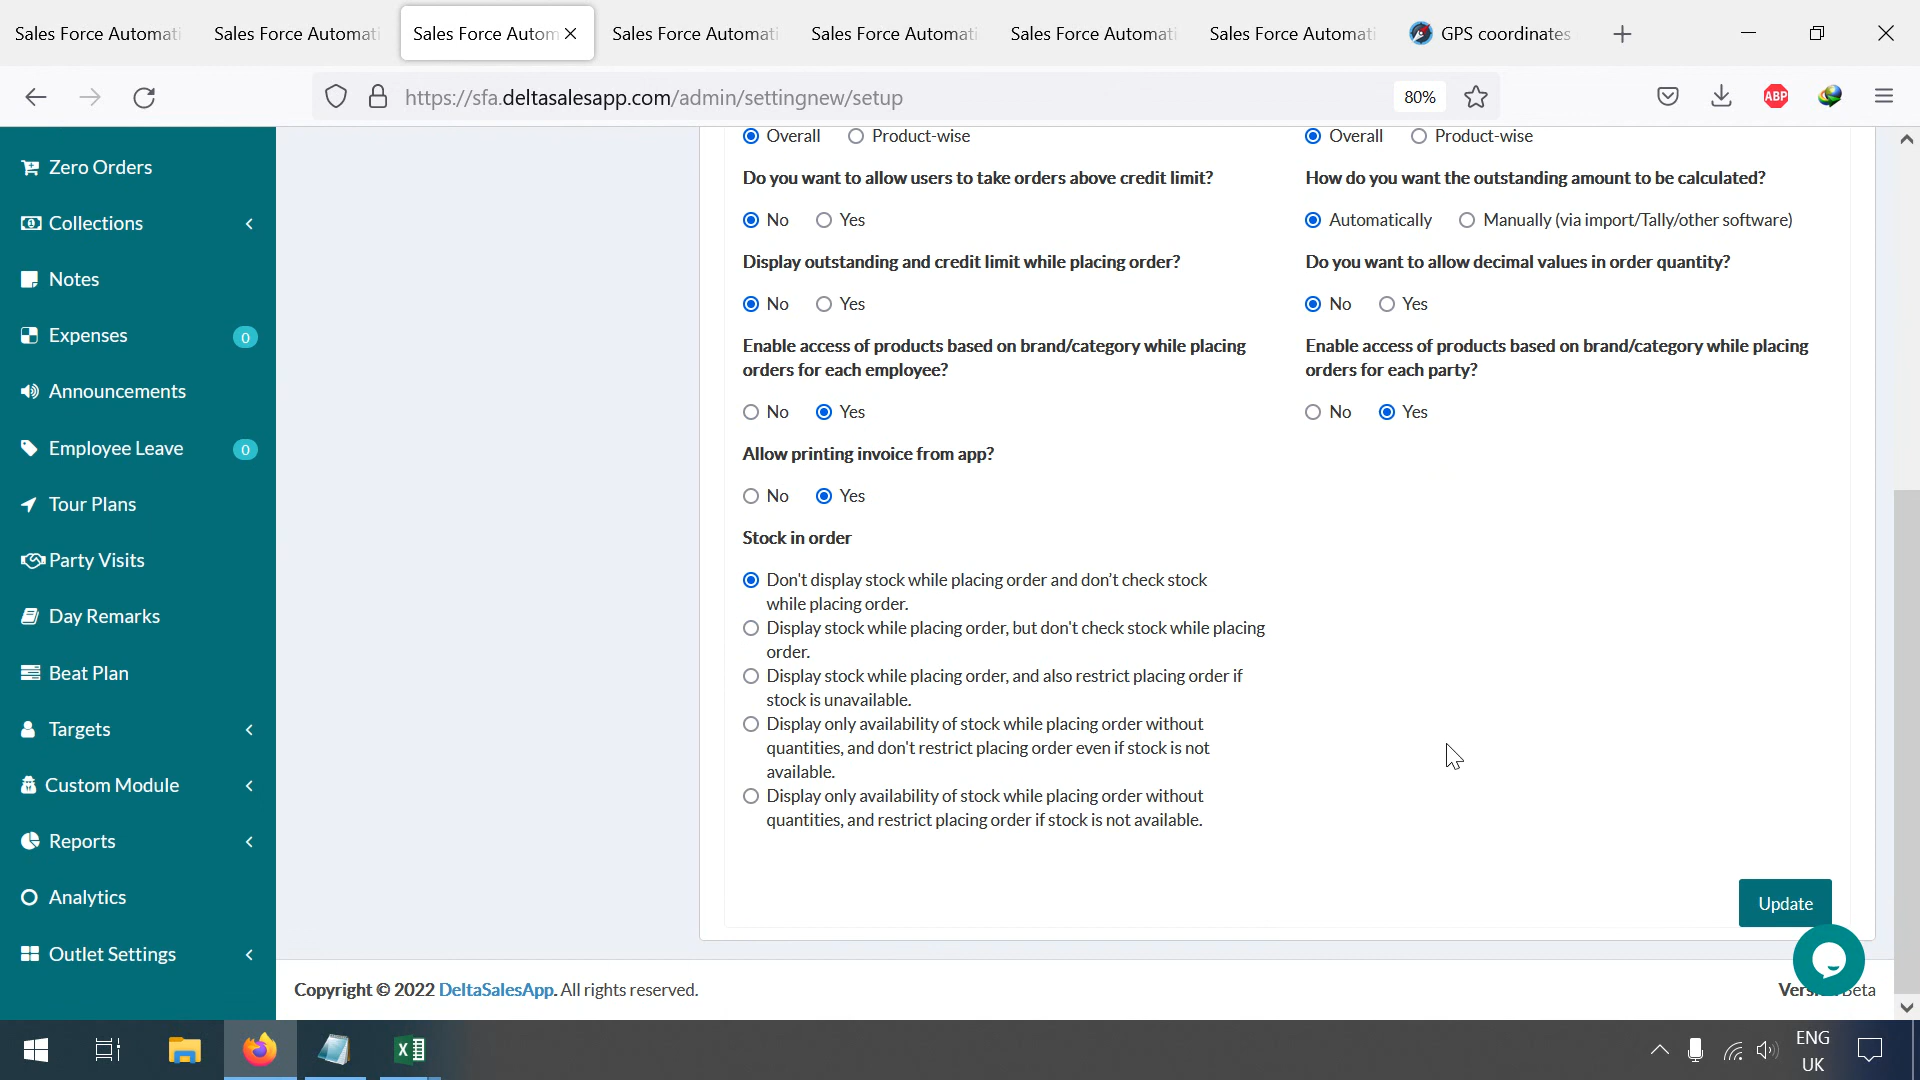 Sales Force Automati
Sales Force Automati
Sales Force Autom
Sales Force Automati
Sales Force Automati
Sales Force Automati
Sales Force Automati
GPS coordinates
https://sfa.deltasalesapp.com/admin/settingnew/setup
80%
ABP
Zero Orders
Collections
Notes
Expenses 0
Announcements
Employee Leave 0
Tour Plans
Party Visits
Day Remarks
Beat Plan
Targets
Custom Module
Reports
Analytics
Outlet Settings
Overall Product-wise
Overall Product-wise
Do you want to allow users to take orders above credit limit?
No Yes
How do you want the outstanding amount to be calculated?
Automatically Manually (via import/Tally/other software)
Display outstanding and credit limit while placing order?
No Yes
Do you want to allow decimal values in order quantity?
No Yes
Enable access of products based on brand/category while placing
orders for each employee?
No Yes
Enable access of products based on brand/category while placing
orders for each party?
No Yes
Allow printing invoice from app?
No Yes
Stock in order
Don't display stock while placing order and don’t check stock
while placing order.
Display stock while placing order, but don't check stock while placing
order.
Display stock while placing order, and also restrict placing order if
stock is unavailable.
Display only availability of stock while placing order without
quantities, and don't restrict placing order even if stock is not
available.
Display only availability of stock while placing order without
quantities, and restrict placing order if stock is not available.
Update
Copyright © 2022 DeltaSalesApp. All rights reserved.
ENG
UK